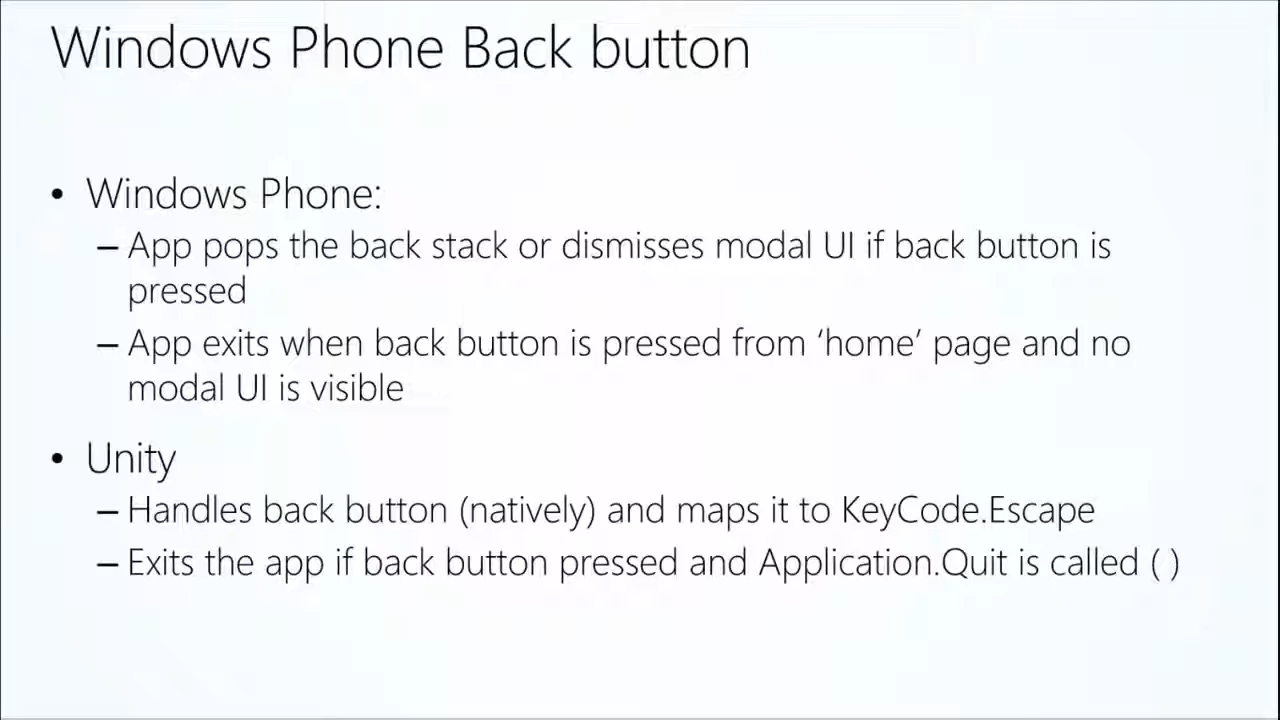 Windows Phone Back button
• Windows Phone:
– App pops the back stack or dismisses modal UI if back button is
pressed
– App exits when back button is pressed from ‘home’ page and no
modal UI is visible
• Unity
– Handles back button (natively) and maps it to KeyCode.Escape
– Exits the app if back button pressed and Application.Quit is called ( )